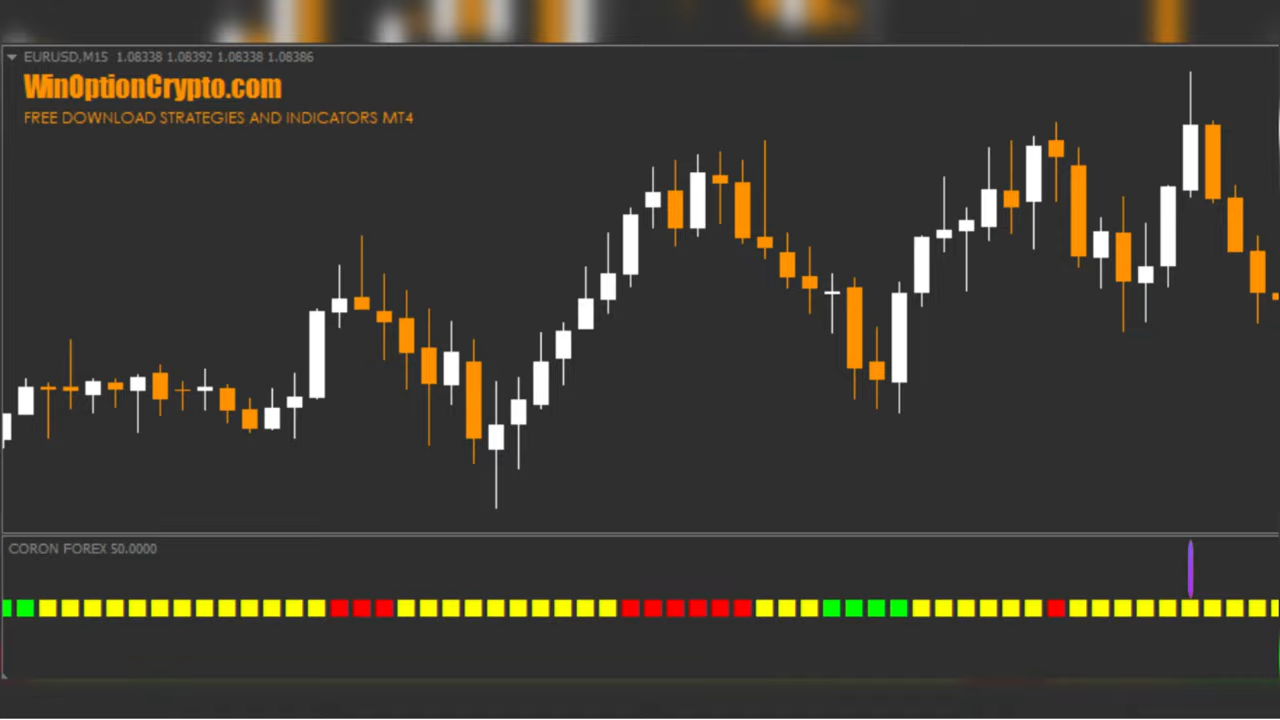 EURUSD,M15 1.08338 1.08392 1.08338 1.08386
WinOptionCrypto.com
FREE DOWNLOAD STRATEGIES AND INDICATORS MT4
CORON FOREX 50.0000